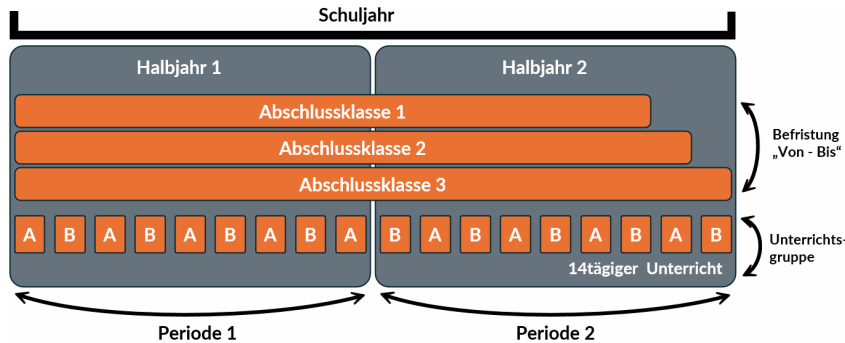 Schuljahr
Halbjahr 1
Halbjahr 2
Abschlussklasse 1
Abschlussklasse 2
Abschlussklasse 3
Befristung
„Von - Bis“
A B A B A B A B A B A B A B A B A B
Unterrichts-
gruppe
14tägiger Unterricht
Periode 1
Periode 2